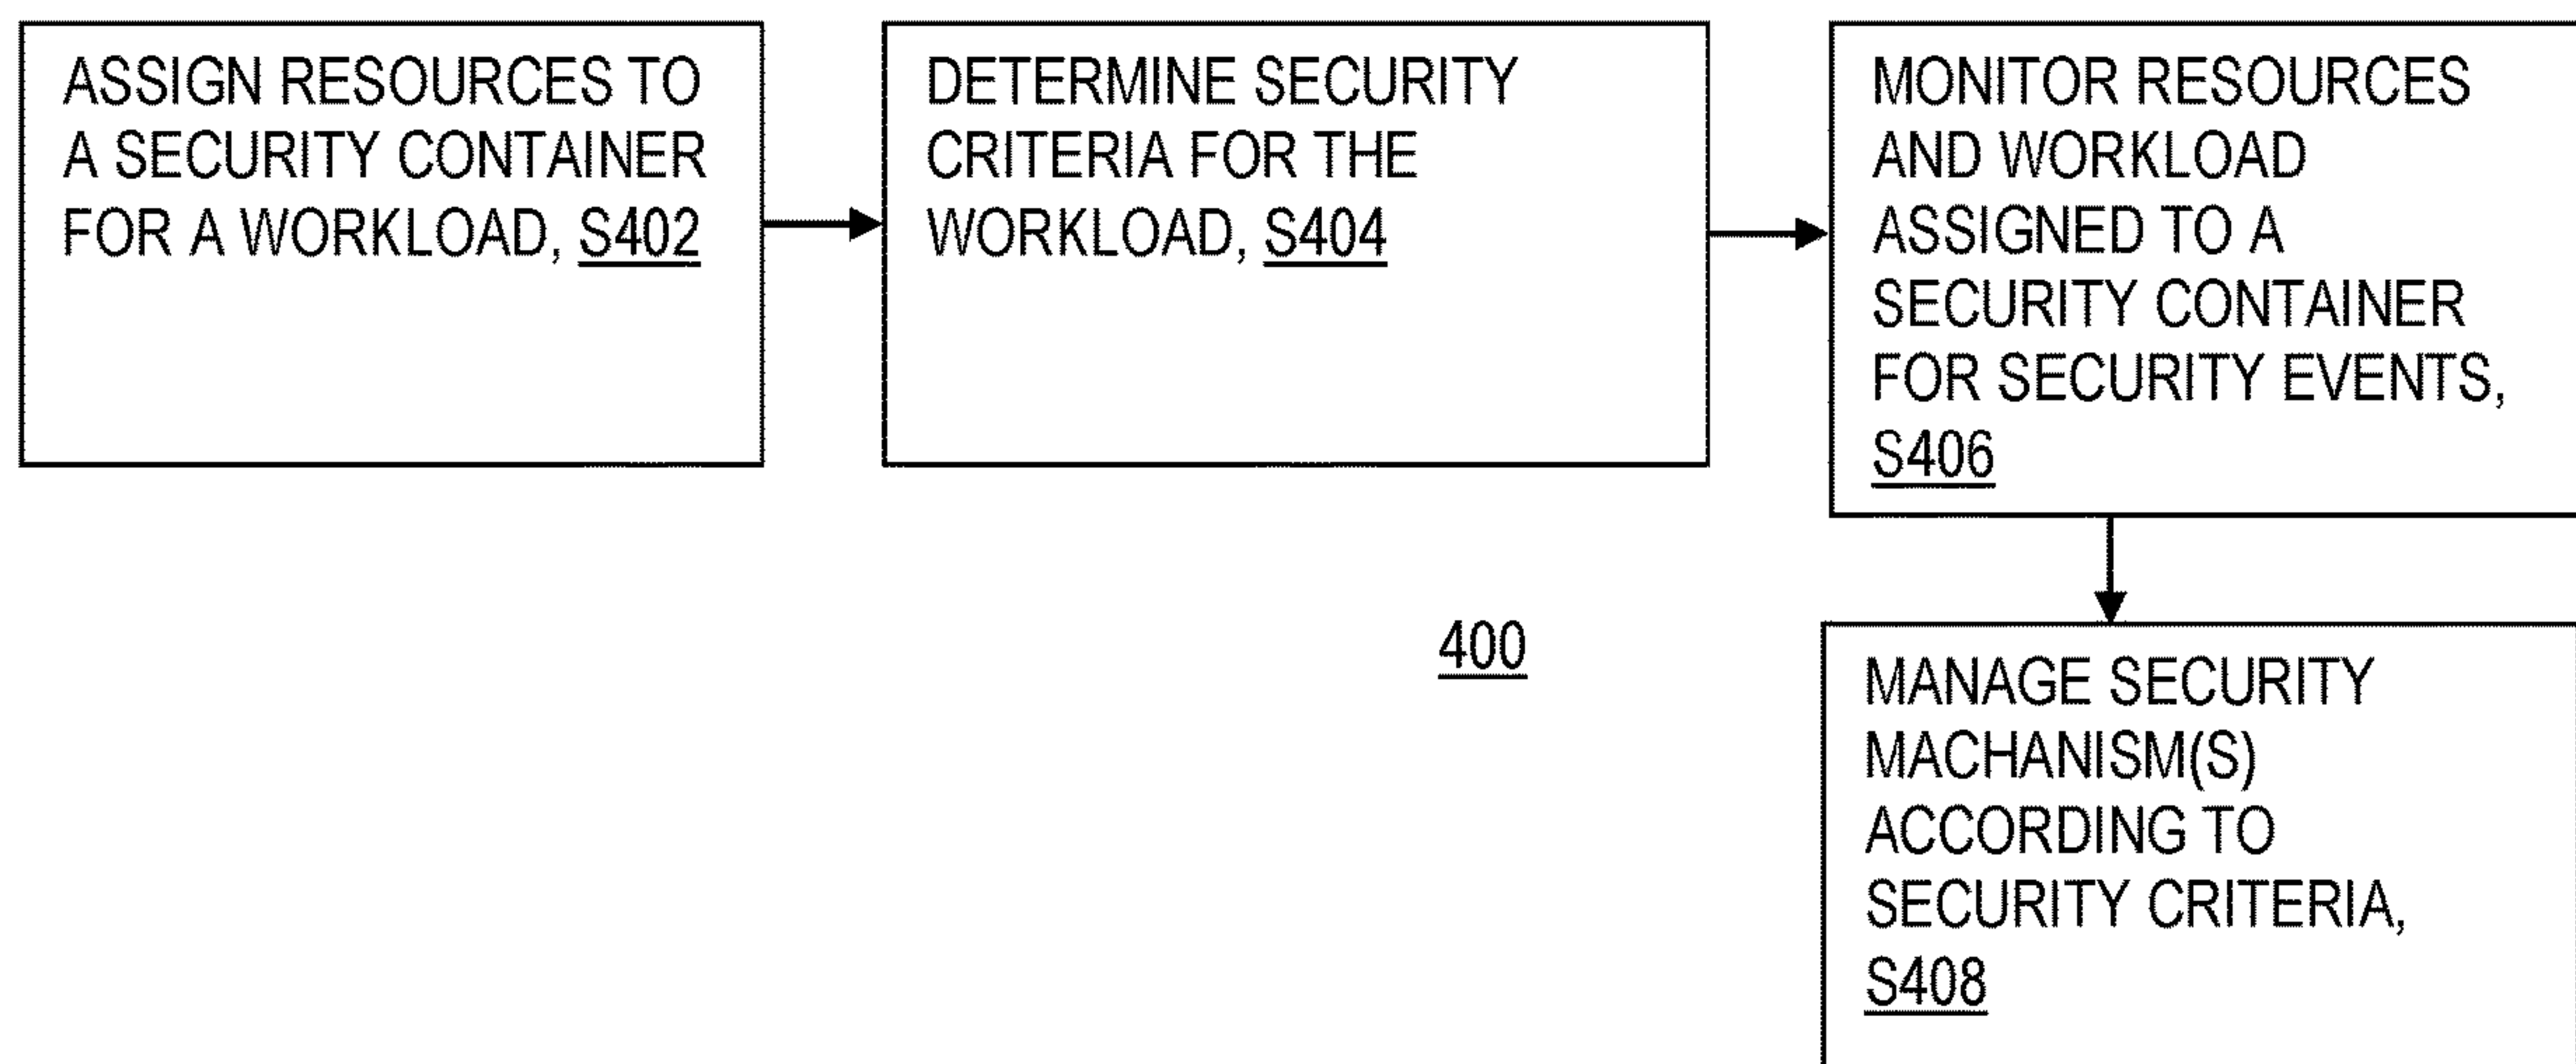 ASSIGN RESOURCES TO
A SECURITY CONTAINER
FOR A WORKLOAD, S402
DETERMINE SECURITY
CRITERIA FOR THE
WORKLOAD, S404
MONITOR RESOURCES
AND WORKLOAD
ASSIGNED TO A
SECURITY CONTAINER
FOR SECURITY EVENTS,
S406
400
MANAGE SECURITY
MACHANISM(S)
ACCORDING TO
SECURITY CRITERIA,
S408